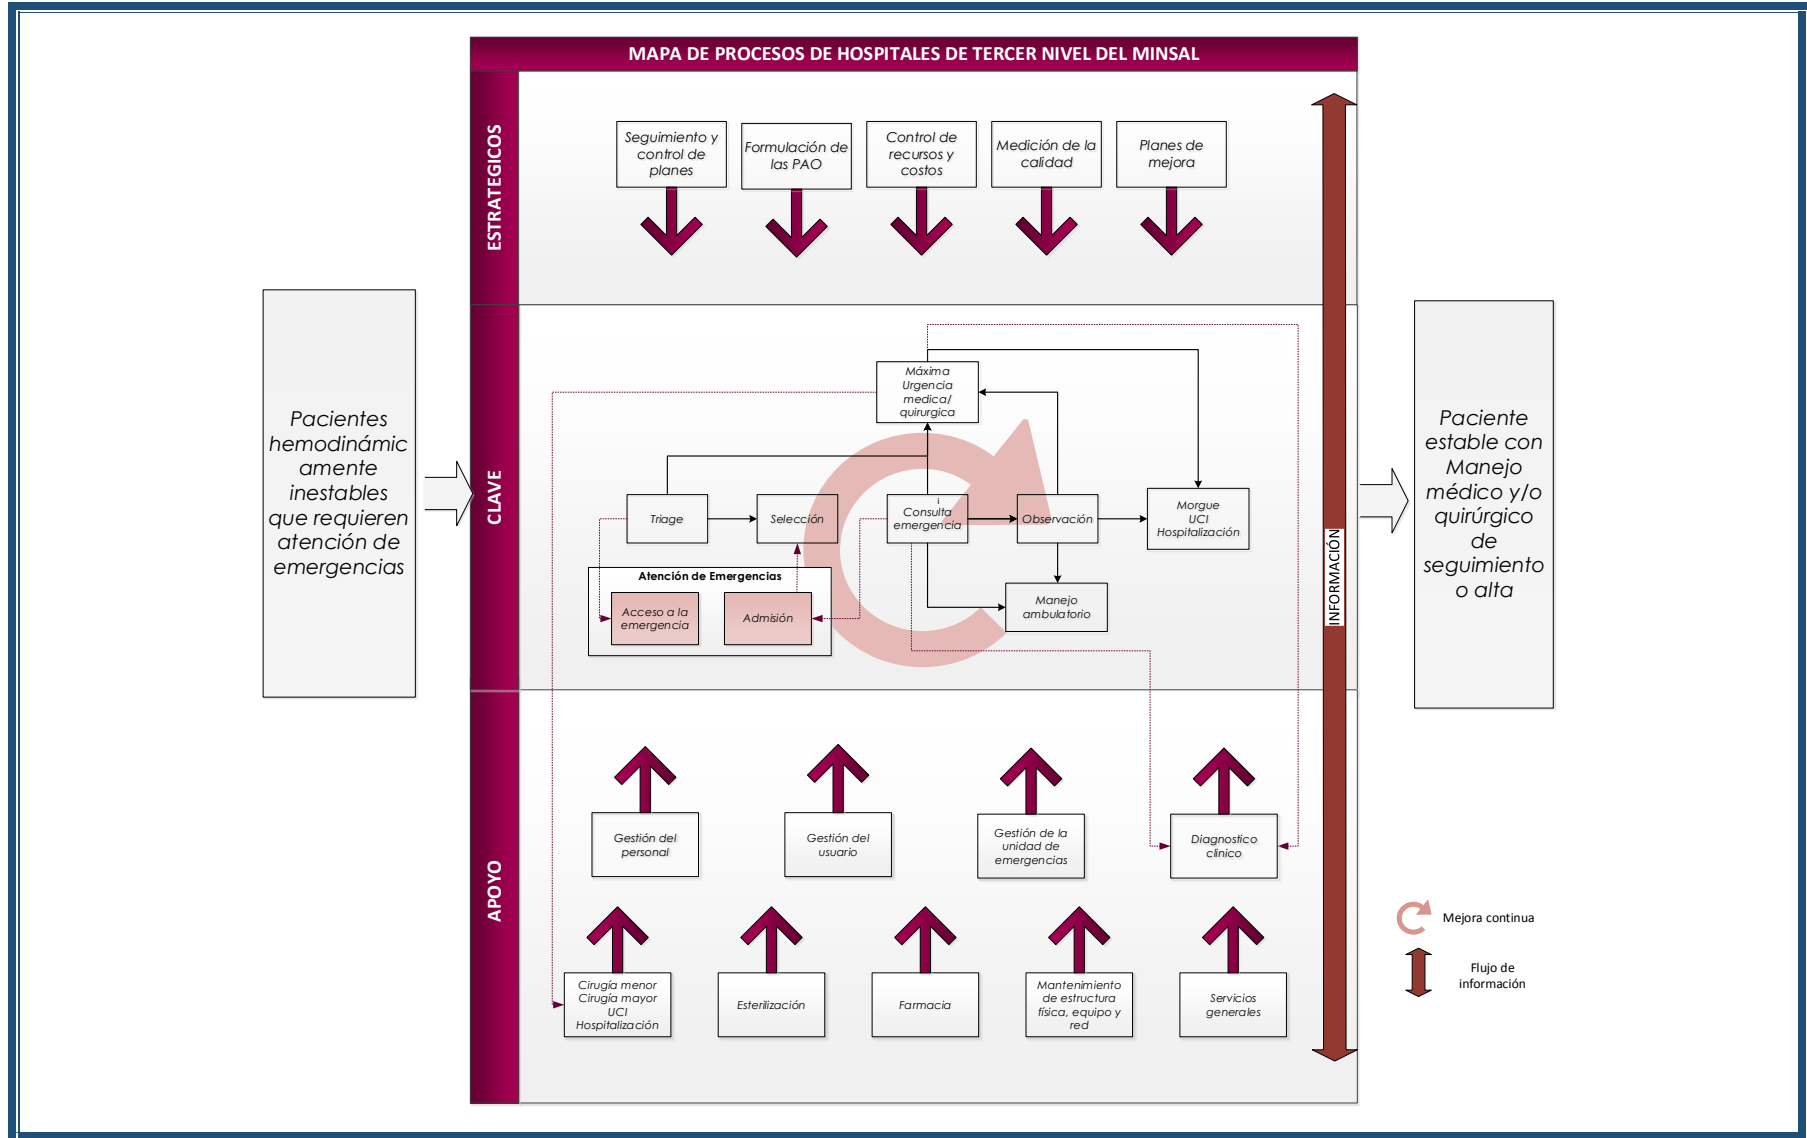 MAPA DE PROCESOS DE HOSPITALES DE TERCER NIVEL DEL MINSAL
ESTRATEGICOS
Seguimiento y
control de
planes
Formulación de
las PAO
Control de
recursos y
costos
Medición de la
calidad
Planes de
mejora
Pacientes
hemodinámic
amente
inestables
que requieren
atención de
emergencias
CLAVE
Máxima
Urgencia
medica/
quirurgica
Triage
Selección
i
Consulta
emergencia
Observación
Morgue
UCI
Hospitalización
Atención de Emergencias
Acceso a la
emergencia
Admisión
Manejo
ambulatorio
INFORMACIÓN
Paciente
estable con
Manejo
médico y/o
quirúrgico
de
seguimiento
o alta
APOYO
Gestión del
personal
Gestión del
usuario
Gestión de la
unidad de
emergencias
Diagnostico
clínico
Cirugía menor
Cirugía mayor
UCI
Hospitalización
Esterilización
Farmacia
Mantenimiento
de estructura
física, equipo y
red
Servicios
generales
Mejora continua
Flujo de
información